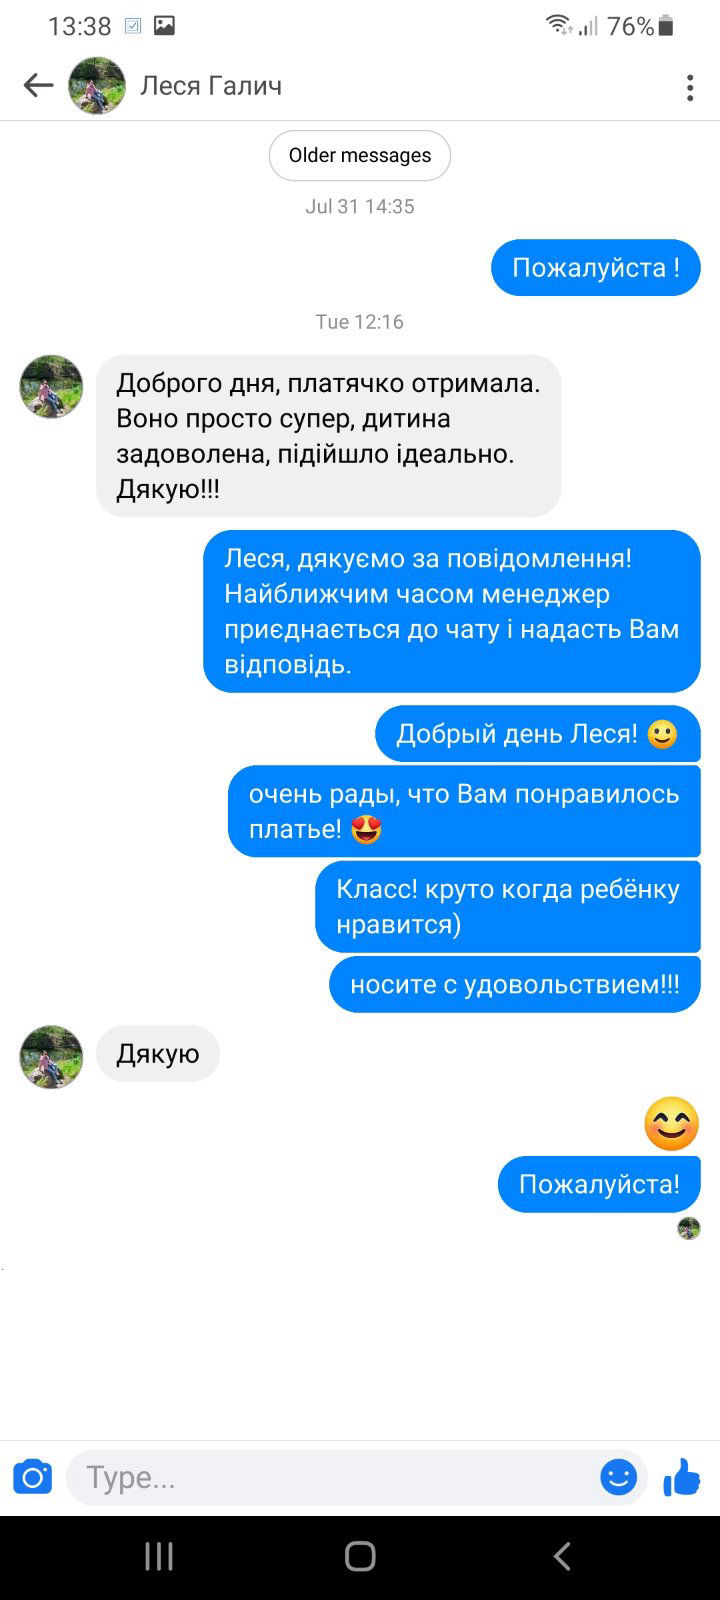 13:38
76%
Леся Галич
Older messages
Jul 31 14:35
Пожалуйста !
Tue 12:16
Доброго дня, платячко отримала.
Воно просто супер, дитина
задоволена, підійшло ідеально.
Дякую!!!
Леся, дякуємо за повідомлення!
Найближчим часом менеджер
приєднається до чату і надасть Вам
відповідь.
Добрый день Леся! 🙂
очень рады, что Вам понравилось
платье! 😍
Класс! круто когда ребёнку
нравится)
носите с удовольствием!!!
Дякую
😊
Пожалуйста!
Type...